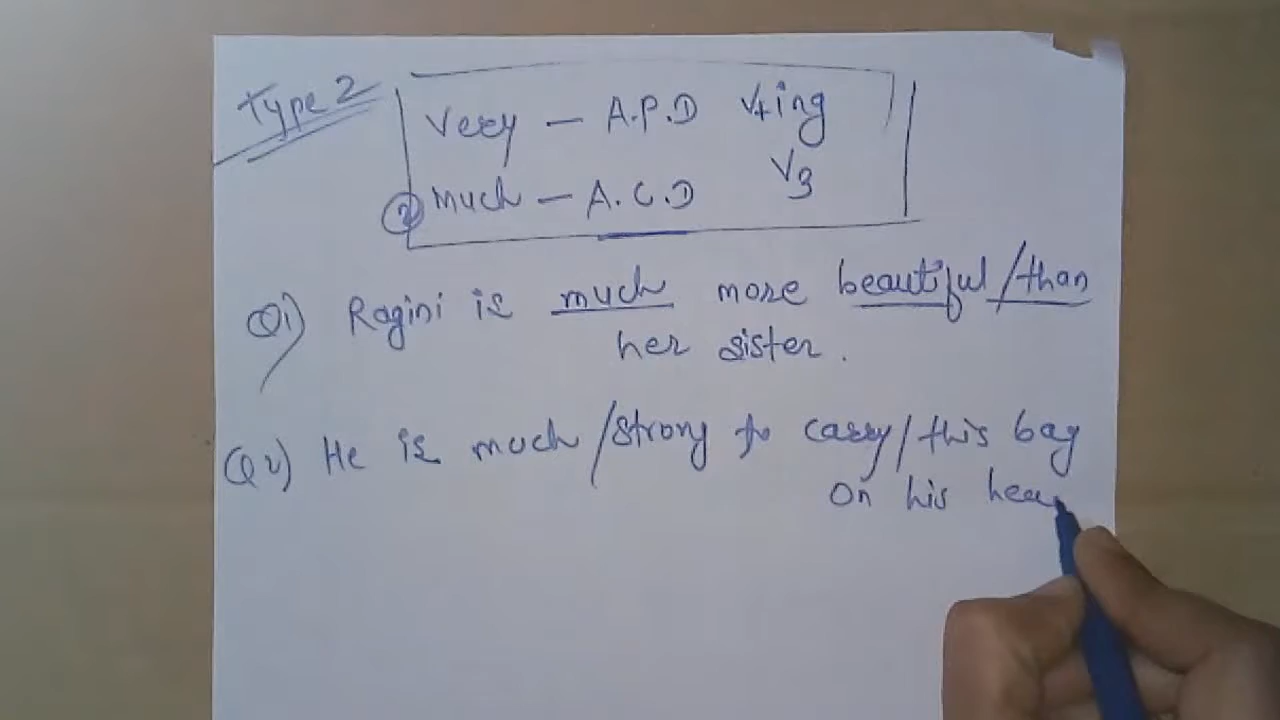 Type 2
Very — A.P.D V+ing
② Much — A.C.D V3
Q1) Ragini is much more beautiful/than
her sister.
Q2) He is much/strong to carry/this bag
on his hea